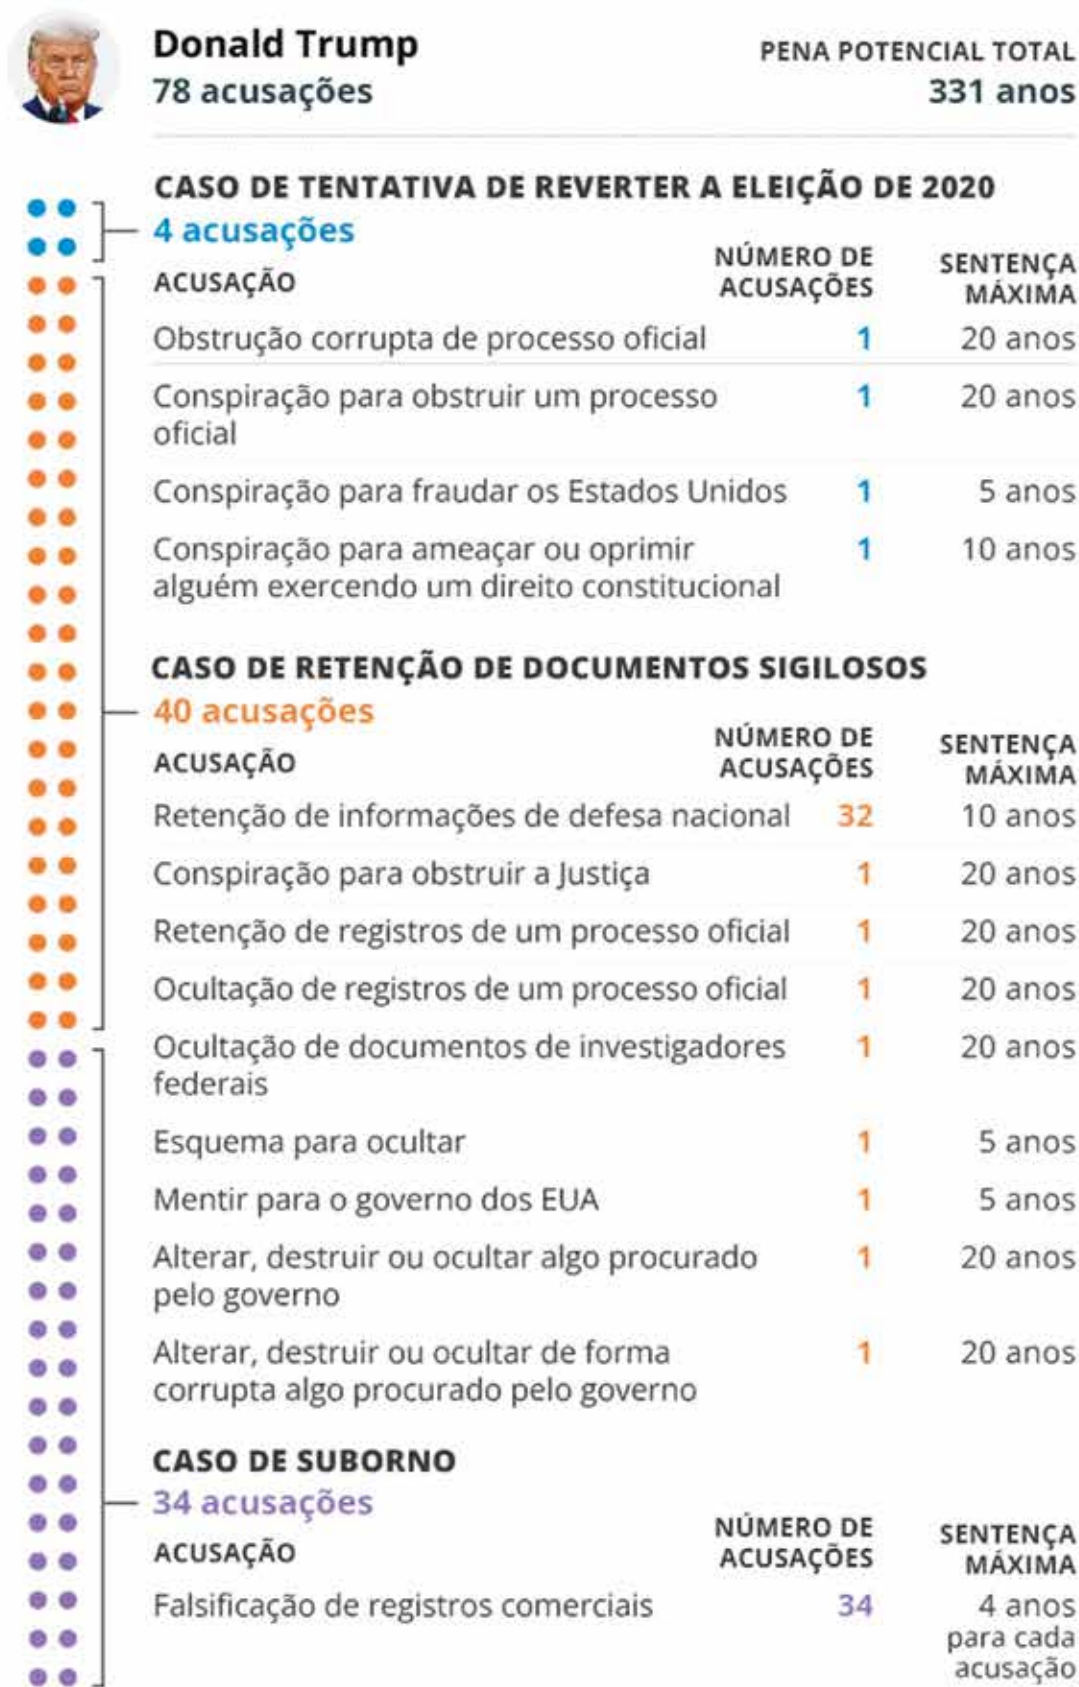 Donald Trump
78 acusações
PENA POTENCIAL TOTAL
331 anos
CASO DE TENTATIVA DE REVERTER A ELEIÇÃO DE 2020
4 acusações
ACUSAÇÃO
NÚMERO DE
ACUSAÇÕES
SENTENÇA
MÁXIMA
Obstrução corrupta de processo oficial 1 20 anos
Conspiração para obstruir um processo 1 20 anos
oficial
Conspiração para fraudar os Estados Unidos 1 5 anos
Conspiração para ameaçar ou oprimir 1 10 anos
alguém exercendo um direito constitucional
CASO DE RETENÇÃO DE DOCUMENTOS SIGILOSOS
40 acusações
ACUSAÇÃO
NÚMERO DE
ACUSAÇÕES
SENTENÇA
MÁXIMA
Retenção de informações de defesa nacional 32 10 anos
Conspiração para obstruir a Justiça 1 20 anos
Retenção de registros de um processo oficial 1 20 anos
Ocultação de registros de um processo oficial 1 20 anos
Ocultação de documentos de investigadores 1 20 anos
federais
Esquema para ocultar 1 5 anos
Mentir para o governo dos EUA 1 5 anos
Alterar, destruir ou ocultar algo procurado 1 20 anos
pelo governo
Alterar, destruir ou ocultar de forma 1 20 anos
corrupta algo procurado pelo governo
CASO DE SUBORNO
34 acusações
ACUSAÇÃO
NÚMERO DE
ACUSAÇÕES
SENTENÇA
MÁXIMA
Falsificação de registros comerciais 34 4 anos
para cada
acusação